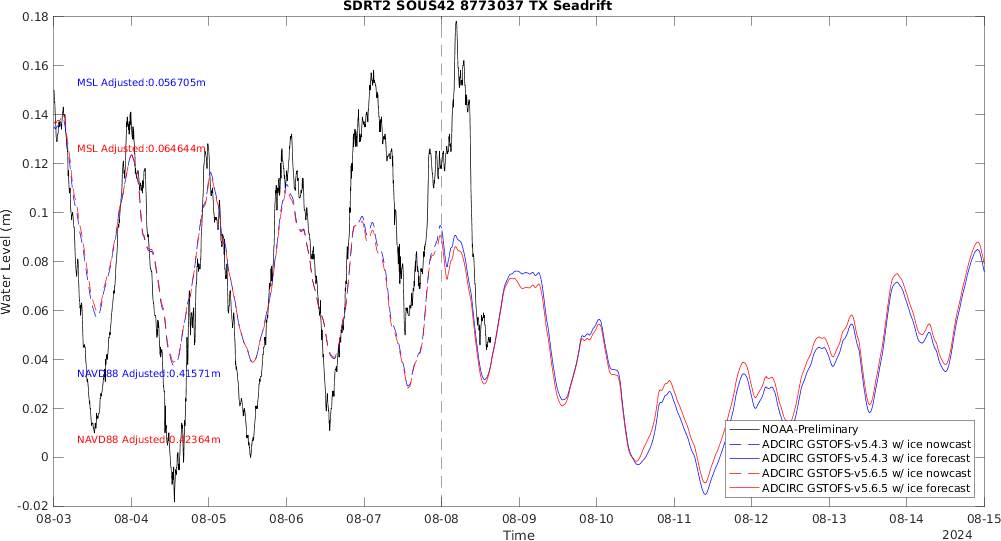 SDRT2 SOUS42 8773037 TX Seadrift
0.18
0.16
0.14
0.12
0.1
0.08
0.06
0.04
0.02
0
-0.02
Water Level (m)
MSL Adjusted:0.056705m
MSL Adjusted:0.064644m
NAVD88 Adjusted:0.41571m
NAVD88 Adjusted:0.42364m
NOAA-Preliminary
ADCIRC GSTOFS-v5.4.3 w/ ice nowcast
ADCIRC GSTOFS-v5.4.3 w/ ice forecast
ADCIRC GSTOFS-v5.6.5 w/ ice nowcast
ADCIRC GSTOFS-v5.6.5 w/ ice forecast
08-03 08-04 08-05 08-06 08-07 08-08 08-09 08-10 08-11 08-12 08-13 08-14 08-15
Time
2024